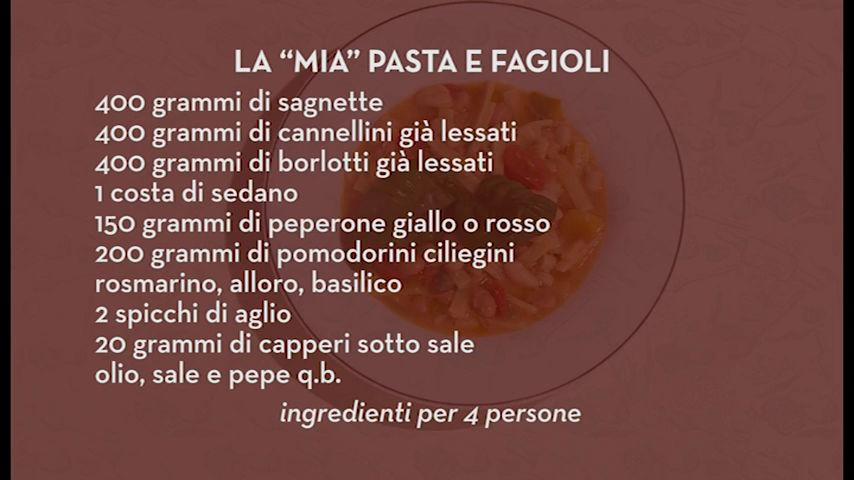 LA “MIA” PASTA E FAGIOLI
400 grammi di sagnette
400 grammi di cannellini già lessati
400 grammi di borlotti già lessati
1 costa di sedano
150 grammi di peperone giallo o rosso
200 grammi di pomodorini ciliegini
rosmarino, alloro, basilico
2 spicchi di aglio
20 grammi di capperi sotto sale
olio, sale e pepe q.b.
ingredienti per 4 persone